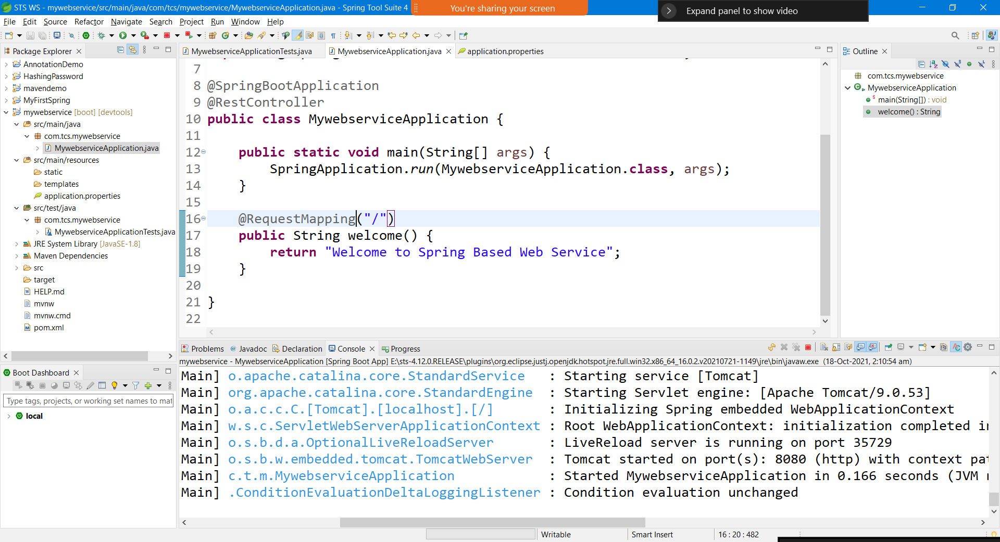 STS WS - mywebservice/src/main/java/com/tcs/mywebservice/MywebserviceApplication.java - Spring Tool Suite 4
You're sharing your screen
Expand panel to show video
File Edit Source Refactor Navigate Search Project Run Window Help
Package Explorer
AnnotationDemo
HashingPassword
mavendemo
MyFirstSpring
mywebservice [boot] [devtools]
src/main/java
com.tcs.mywebservice
MywebserviceApplication.java
src/main/resources
static
templates
application.properties
src/test/java
com.tcs.mywebservice
MywebserviceApplicationTests.java
JRE System Library [JavaSE-1.8]
Maven Dependencies
src
target
HELP.md
mvnw
mvnw.cmd
pom.xml
Boot Dashboard
Type tags, projects, or working set names to mat
local
MywebserviceApplicationTests.java MywebserviceApplication.java application.properties
7
8 @SpringBootApplication
9 @RestController
10 public class MywebserviceApplication {
11
12 public static void main(String[] args) {
13 SpringApplication.run(MywebserviceApplication.class, args);
14 }
15
16 @RequestMapping("/")
17 public String welcome() {
18 return "Welcome to Spring Based Web Service";
19 }
20
21 }
22
Outline
com.tcs.mywebservice
MywebserviceApplication
main(String[]) : void
welcome() : String
Problems Javadoc Declaration Console Progress
mywebservice - MywebserviceApplication [Spring Boot App] E:\sts-4.12.0.RELEASE\plugins\org.eclipse.justj.openjdk.hotspot.jre.full.win32.x86_64_16.0.2.v20210721-1149\jre\bin\javaw.exe (18-Oct-2021, 2:10:54 am)
Main] o.apache.catalina.core.StandardService : Starting service [Tomcat]
Main] org.apache.catalina.core.StandardEngine : Starting Servlet engine: [Apache Tomcat/9.0.53]
Main] o.a.c.c.C.[Tomcat].[localhost].[/] : Initializing Spring embedded WebApplicationContext
Main] w.s.c.ServletWebServerApplicationContext : Root WebApplicationContext: initialization completed in
Main] o.s.b.d.a.OptionalLiveReloadServer : LiveReload server is running on port 35729
Main] o.s.b.w.embedded.tomcat.TomcatWebServer : Tomcat started on port(s): 8080 (http) with context pat
Main] c.t.m.MywebserviceApplication : Started MywebserviceApplication in 0.166 seconds (JVM r
Main] .ConditionEvaluationDeltaLoggingListener : Condition evaluation unchanged
Writable Smart Insert 16 : 20 : 482